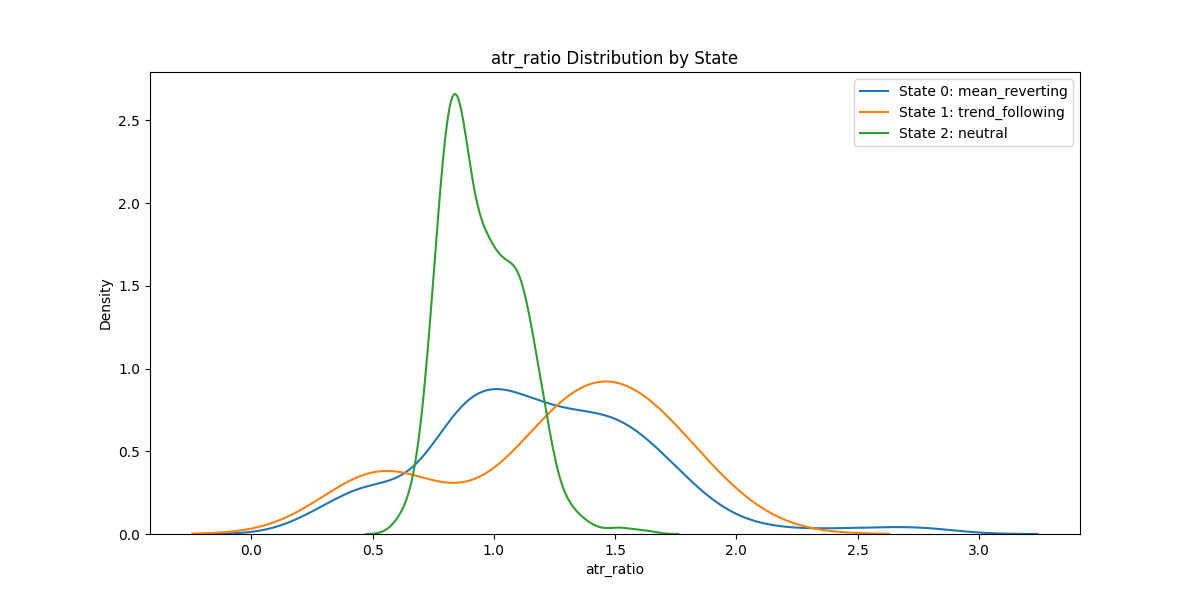 atr_ratio Distribution by State
State 0: mean_reverting
State 1: trend_following
State 2: neutral
Density
2.5
2.0
1.5
1.0
0.5
0.0
0.0 0.5 1.0 1.5 2.0 2.5 3.0
atr_ratio